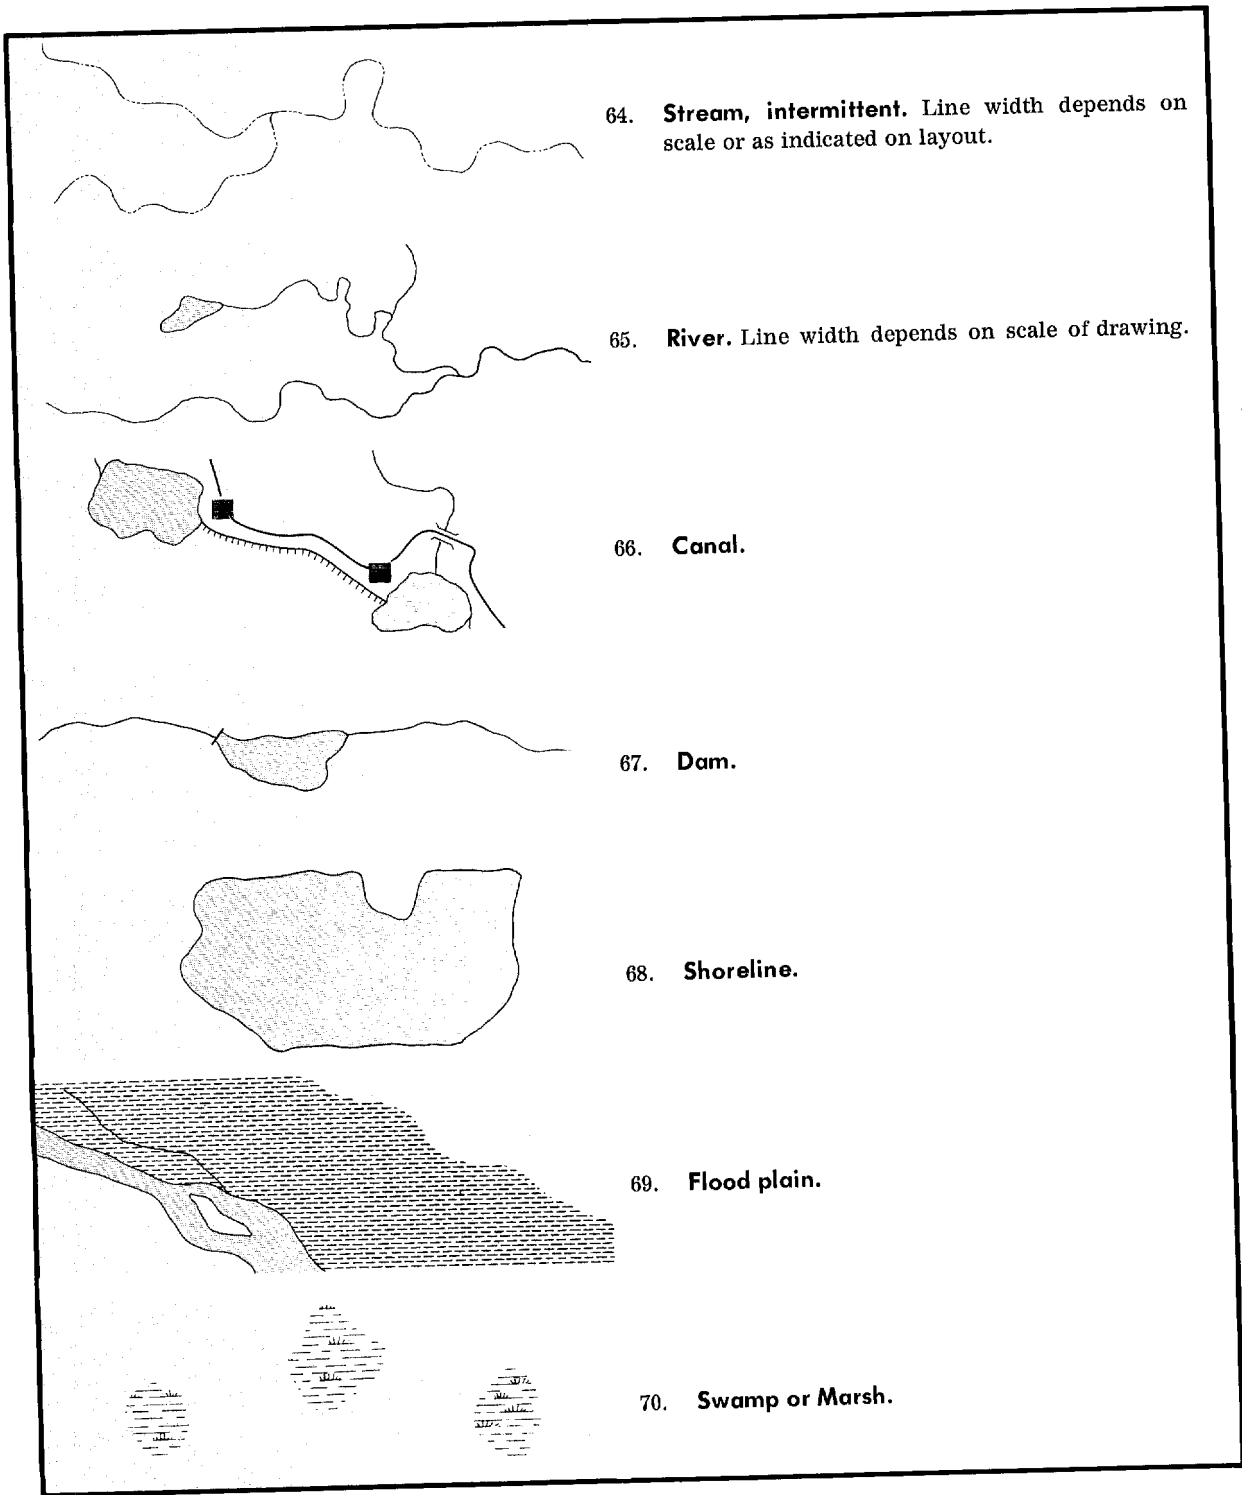 64. Stream, intermittent. Line width depends on
scale or as indicated on layout.
65. River. Line width depends on scale of drawing.
66. Canal.
67. Dam.
68. Shoreline.
69. Flood plain.
70. Swamp or Marsh.